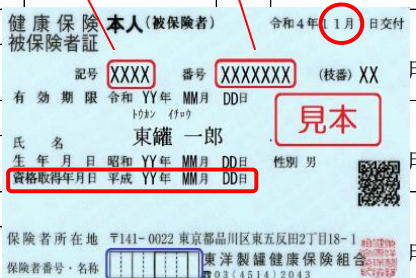 健康保険 本人(被保険者) 令和4年11月 日交付
被保険者証
記号 XXXX 番号 XXXXXXX (枝番) XX
有効期限 令和 YY年 MM月 DD日
見本
トウカン イチロウ
氏名 東罐 一郎
生年月日 昭和 YY年 MM月 DD日 性別 男
資格取得年月日 平成 YY年 MM月 DD日
保険者所在地 〒141-0022 東京都品川区東五反田2丁目18-1
保険者番号・名称 東洋製罐健康保険組合
☎03(4514)2043